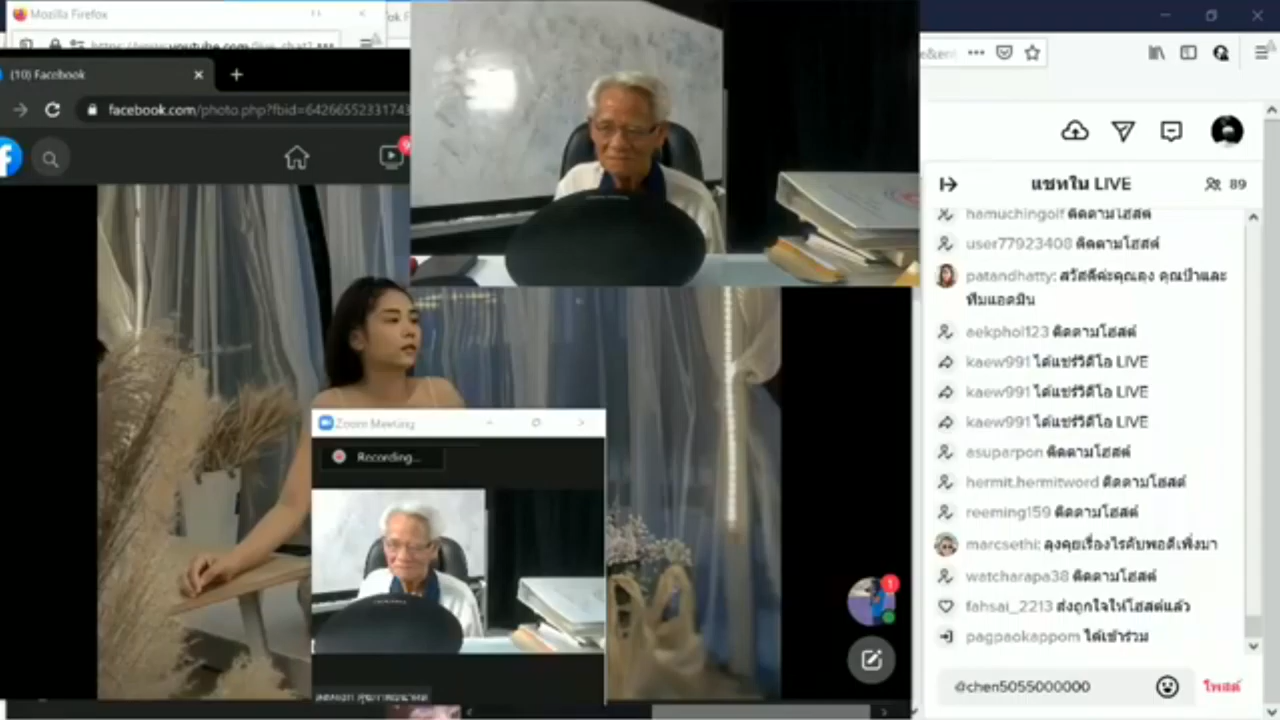 Mozilla Firefox
(10) Facebook
facebook.com/photo.php?fbid=6426655233174
Zoom Meeting
Recording...
แชทใน LIVE
89
hamuchingolf ติดตามโฮสต์
user77923408 ติดตามโฮสต์
patandhatty: สวัสดีค่ะคุณลุง คุณป้าและ
ทีมแอดมิน
aekphol123 ติดตามโฮสต์
kaew991 ได้แชร์วิดีโอ LIVE
kaew991 ได้แชร์วิดีโอ LIVE
kaew991 ได้แชร์วิดีโอ LIVE
asuparpon ติดตามโฮสต์
hermit.hermitword ติดตามโฮสต์
reeming159 ติดตามโฮสต์
marcsethi: ลุงคุยเรื่องไรคับพอดีเพิ่งมา
watcharapa38 ติดตามโฮสต์
fahsai_2213 ส่งถูกใจให้โฮสต์แล้ว
pagpaokappom ได้เข้าร่วม
@chen5055000000
โพสต์
1